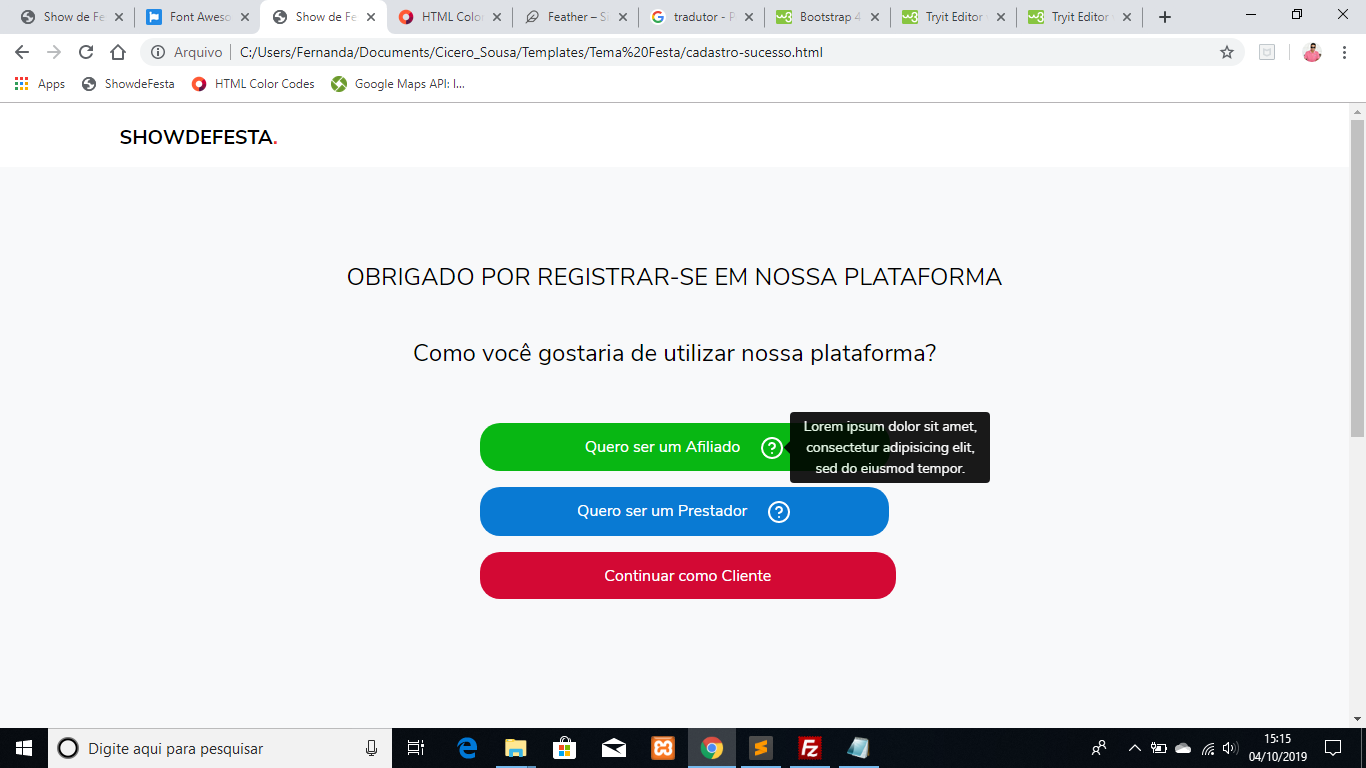 Show de Fe
Font Aweso
Show de Fe
HTML Color
Feather – Si
tradutor - P
Bootstrap 4
Tryit Editor
Tryit Editor
Arquivo
C:/Users/Fernanda/Documents/Cicero_Sousa/Templates/Tema%20Festa/cadastro-sucesso.html
Apps
ShowdeFesta
HTML Color Codes
Google Maps API: I...
SHOWDEFESTA.
OBRIGADO POR REGISTRAR-SE EM NOSSA PLATAFORMA
Como você gostaria de utilizar nossa plataforma?
Quero ser um Afiliado
Lorem ipsum dolor sit amet,
consectetur adipisicing elit,
sed do eiusmod tempor.
Quero ser um Prestador
Continuar como Cliente
Digite aqui para pesquisar
15:15
04/10/2019